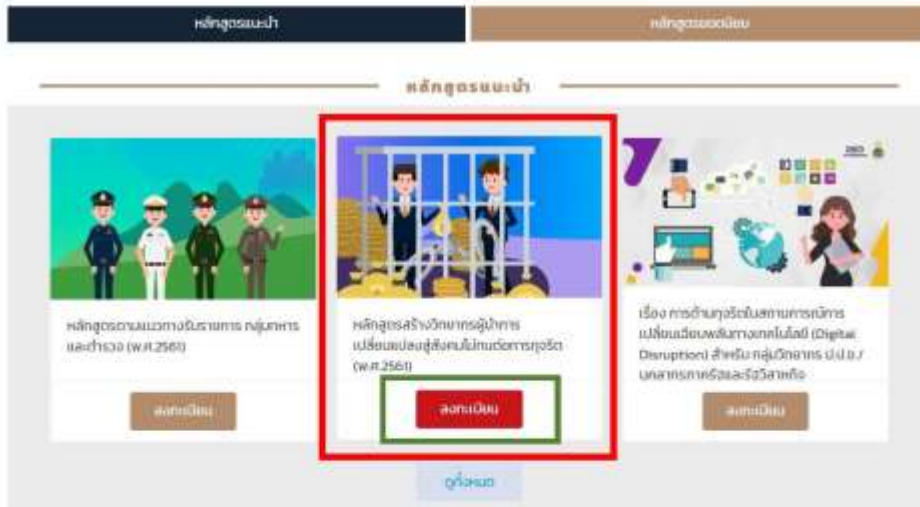 หลักสูตรแนะนำ
หลักสูตรยอดนิยม
หลักสูตรแนะนำ
หลักสูตรตามแนวทางรับราชการ กลุ่มทหาร
และตำรวจ (พ.ศ.2561)
ลงทะเบียน
หลักสูตรสร้างวิทยากรผู้นำการ
เปลี่ยนแปลงสู่สังคมไม่ทนต่อการทุจริต
(พ.ศ.2561)
ลงทะเบียน
เรื่อง การต้านทุจริตในสถานการณ์การ
เปลี่ยนเฉียบพลันทางเทคโนโลยี (Digital
Disruption) สำหรับ กลุ่มวิทยากร ป.ป.ช./
บุคลากรภาครัฐและรัฐวิสาหกิจ
ลงทะเบียน
ดูทั้งหมด